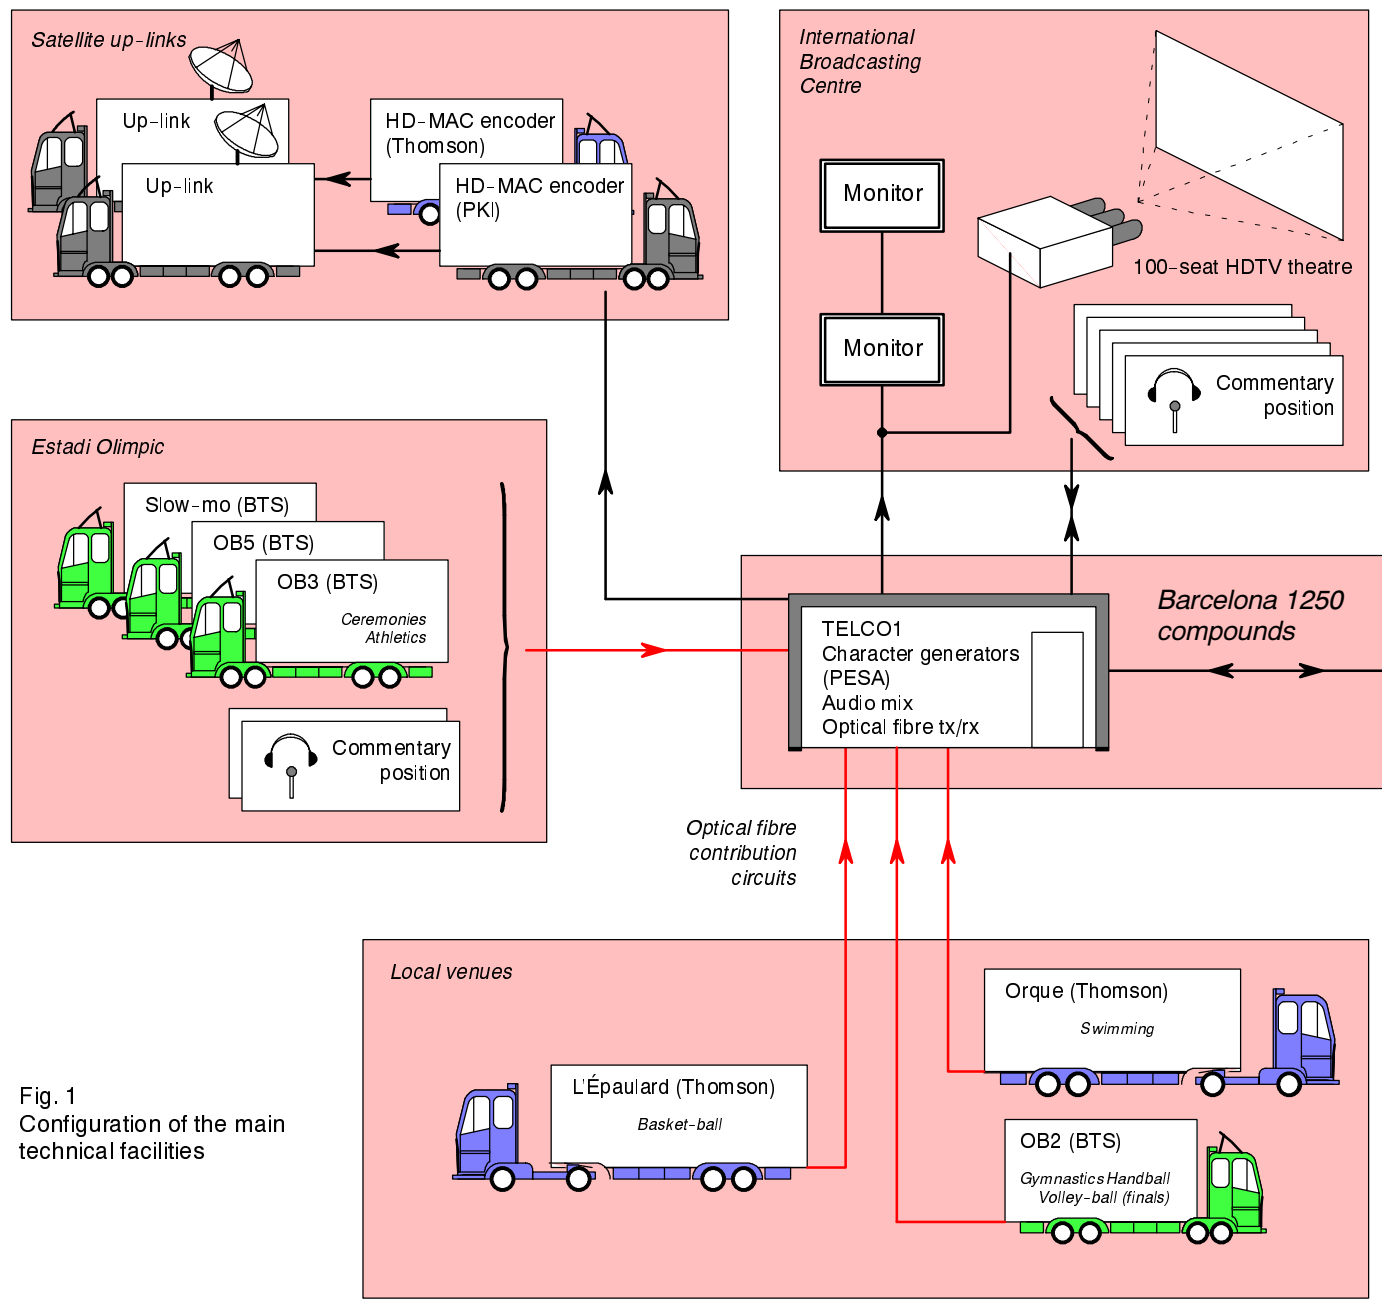 Satellite up-links
Up-link
HD-MAC encoder
(Thomson)
Up-link
HD-MAC encoder
(PKI)
International
Broadcasting
Centre
Monitor
100-seat HDTV theatre
Monitor
Commentary
position
Estadi Olimpic
Slow-mo (BTS)
OB5 (BTS)
OB3 (BTS)
Ceremonies
Athletics
Commentary
position
Barcelona 1250
compounds
TELCO1
Character generators
(PESA)
Audio mix
Optical fibre tx/rx
Optical fibre
contribution
circuits
Local venues
Orque (Thomson)
Swimming
L'Épaulard (Thomson)
Basket-ball
OB2 (BTS)
Gymnastics Handball
Volley-ball (finals)
Fig. 1
Configuration of the main
technical facilities